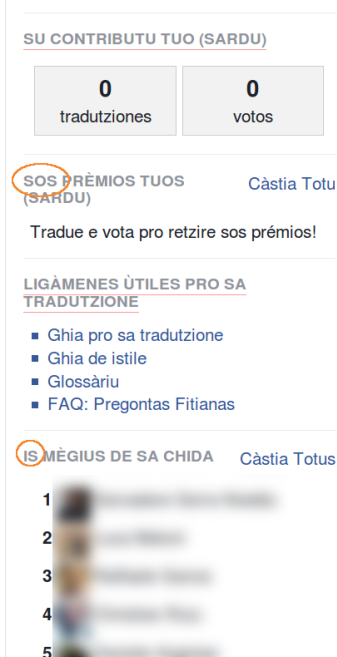 SU CONTRIBUTU TUO (SARDU)
0
tradutziones
0
votos
SOS PRÈMIOS TUOS
(SARDU)
Càstia Totu
Tradue e vota pro retzire sos prémios!
LIGÀMENES ÙTILES PRO SA
TRADUTZIONE
Ghia pro sa tradutzione
Ghia de istile
Glossàriu
FAQ: Pregontas Fitianas
IS MÈGIUS DE SA CHIDA
Càstia Totus
1
2
3
4
5